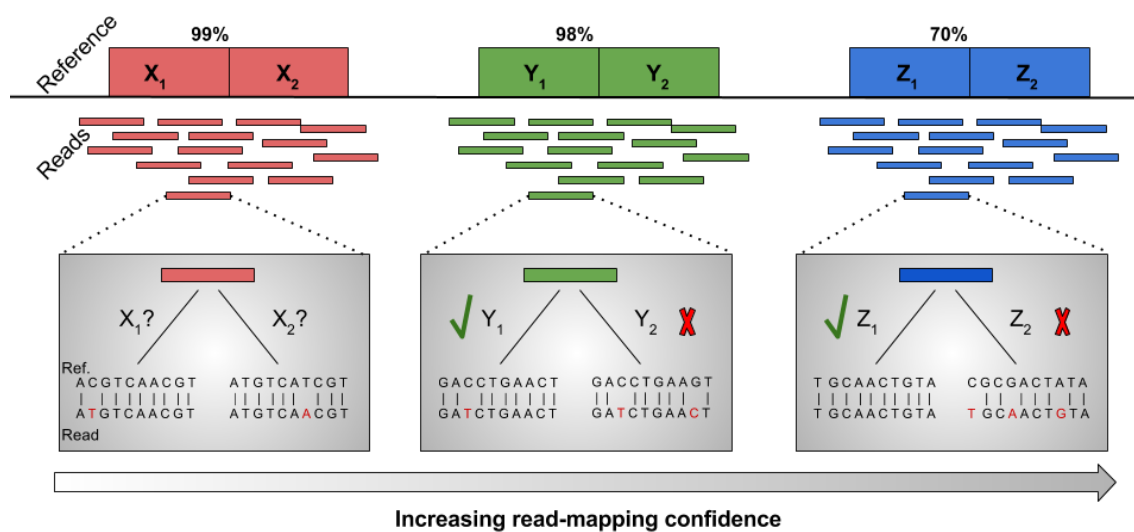 99% 98% 70%
Reference
X₁ X₂ Y₁ Y₂ Z₁ Z₂
Reads
X₁? X₂? Y₁ Y₂ Z₁ Z₂
Ref.
ACGTCAACGT ATGTCATCGT GACCTGAACT GACCTGAAGT TGCAACTGTA CGCGACTATA
ATGTCAACGT ATGTCAACGT GATCTGAACT GATCTGAACT TGCAACTGTA TGCAACTGTA
Read
Increasing read-mapping confidence